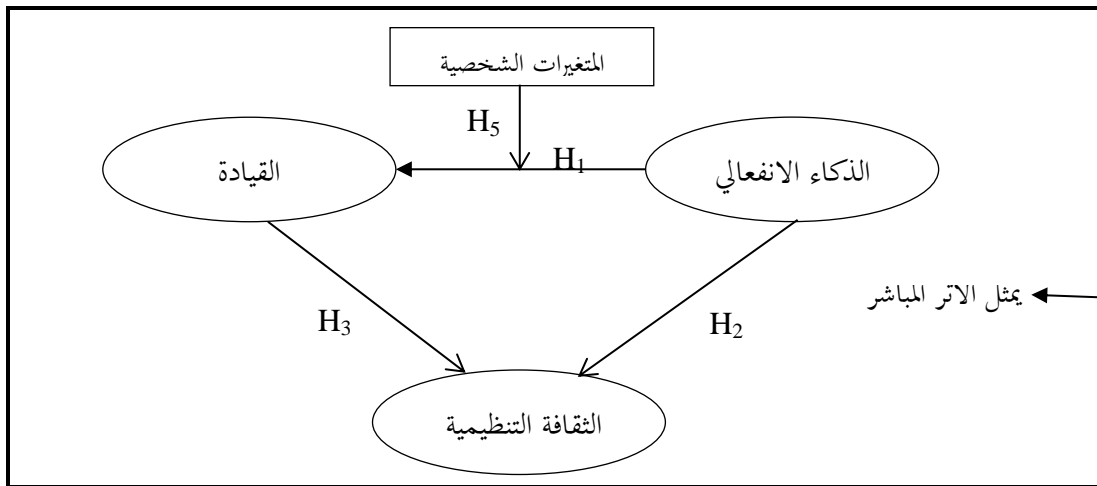 المتغيرات الشخصية
H5
H1
الذكاء الانفعالي
القيادة
يمثل الاتر المباشر
H2
H3
الثقافة التنظيمية